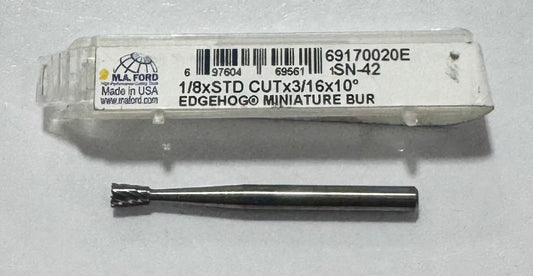 M.A. FORD
High Performance Cutting Tools
Made in USA
www.maford.com
69170020E
6 97604 69561 1
SN-42
1/8xSTD CUTx3/16x10°
EDGEHOG® MINIATURE BUR